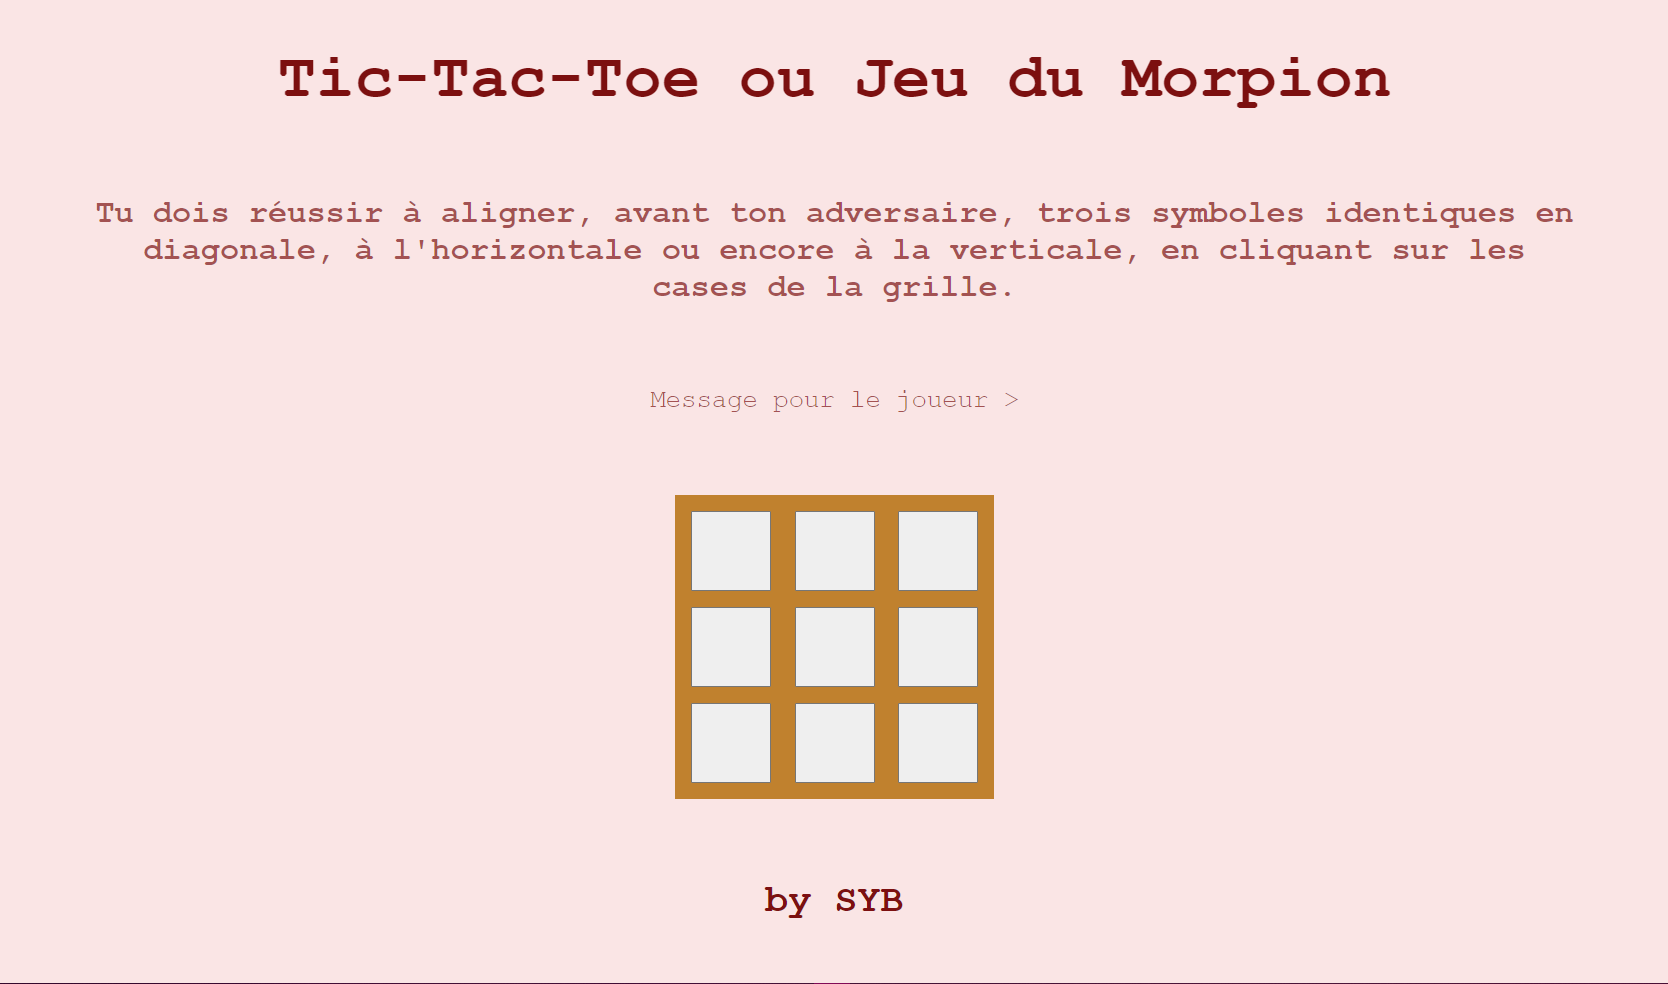 Tic-Tac-Toe ou Jeu du Morpion
Tu dois réussir à aligner, avant ton adversaire, trois symboles identiques en
diagonale, à l'horizontale ou encore à la verticale, en cliquant sur les
cases de la grille.
Message pour le joueur >
by SYB